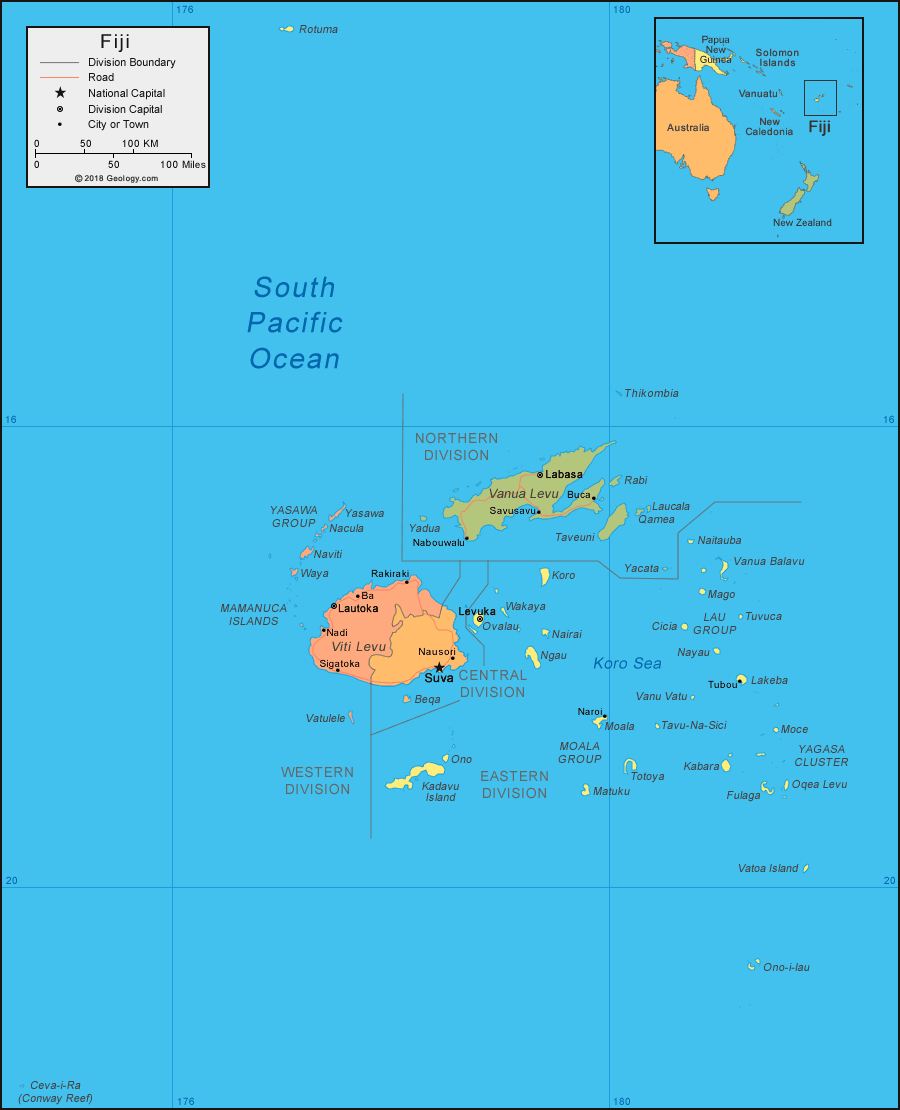 176
180
Rotuma
Fiji
Division Boundary
Road
National Capital
Division Capital
City or Town
0 50 100 KM
0 50 100 Miles
© 2018 Geology.com
Papua
New
Guinea
Solomon
Islands
Vanuatu
New
Caledonia
Fiji
Australia
New Zealand
South
Pacific
Ocean
Thikombia
16
16
NORTHERN
DIVISION
Labasa
Rabi
Vanua Levu
Buca
Savusavu
Laucala
Qamea
Taveuni
Yadua
Nabouwalu
YASAWA
GROUP
Yasawa
Nacula
Naviti
Waya
Naitauba
Vanua Balavu
Yacata
Koro
Rakiraki
Ba
Lautoka
MAMANUCA
ISLANDS
Nadi
Viti Levu
Sigatoka
Nausori
Suva
Levuka
Wakaya
Ovalau
Nairai
Ngau
Mago
LAU
GROUP
Tuvuca
Cicia
Nayau
Koro Sea
Tubou
Lakeba
CENTRAL
DIVISION
Beqa
Vatulele
Vanu Vatu
Naroi
Moala
Tavu-Na-Sici
Moce
MOALA
GROUP
YAGASA
CLUSTER
Ono
Kadavu
Island
WESTERN
DIVISION
EASTERN
DIVISION
Totoya
Matuku
Kabara
Fulaga
Oqea Levu
Vatoa Island
20
20
Ono-i-lau
Ceva-i-Ra
(Conway Reef)
176
180